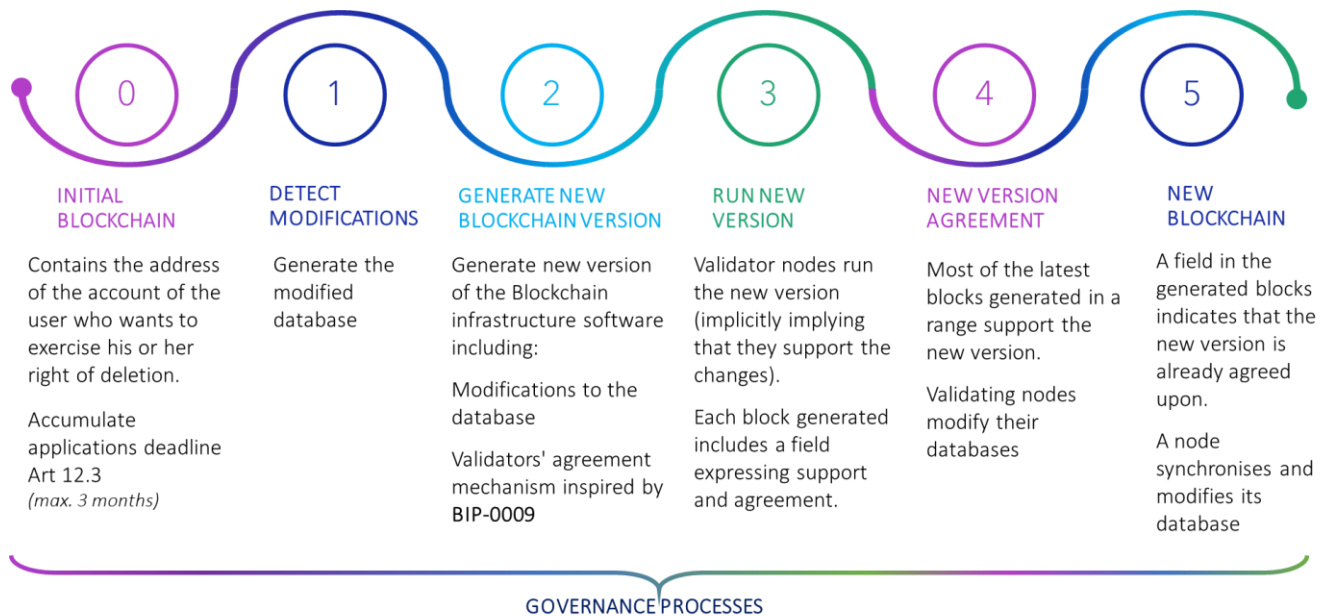 0
1
2
3
4
5
INITIAL
BLOCKCHAIN
Contains the address
of the account of the
user who wants to
exercise his or her
right of deletion.
Accumulate
applications deadline
Art 12.3
(max. 3 months)
DETECT
MODIFICATIONS
Generate the
modified
database
GENERATE NEW
BLOCKCHAIN VERSION
Generate new version
of the Blockchain
infrastructure software
including:
Modifications to the
database
Validators' agreement
mechanism inspired by
BIP-0009
RUN NEW
VERSION
Validator nodes run
the new version
(implicitly implying
that they support the
changes).
Each block generated
includes a field
expressing support
and agreement.
NEW VERSION
AGREEMENT
Most of the latest
blocks generated in a
range support the
new version.
Validating nodes
modify their
databases
NEW
BLOCKCHAIN
A field in the
generated blocks
indicates that the
new version is
already agreed
upon.
A node
synchronises and
modifies its
database
GOVERNANCE PROCESSES